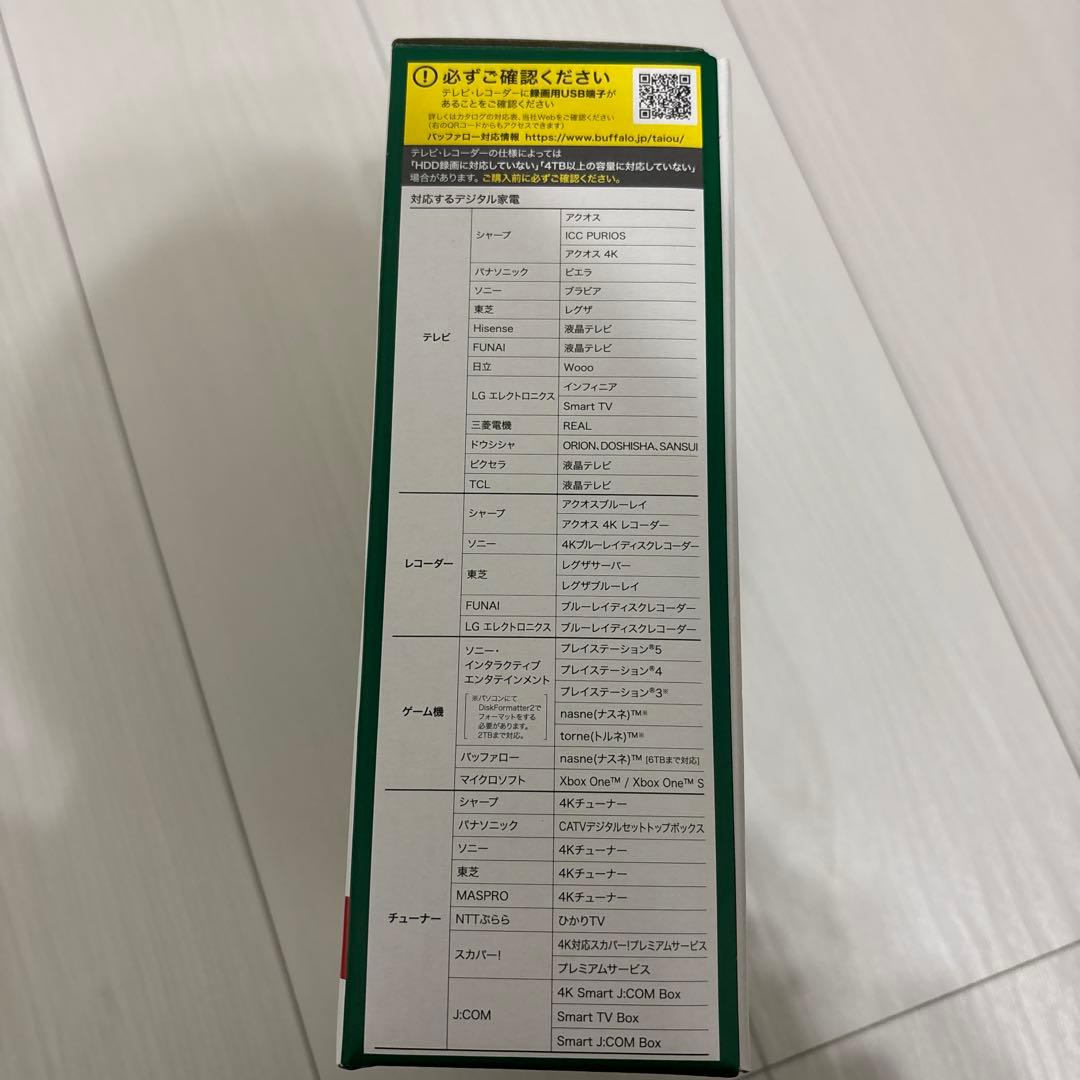 必ずご確認ください
テレビ・レコーダーに録画用USB端子が
あることをご確認ください
詳しくはカタログの対応表、当社Webをご確認ください
(右のQRコードからもアクセスできます)
バッファロー対応情報 https://www.buffalo.jp/taiou/
テレビ・レコーダーの仕様によっては
「HDD録画に対応していない」「4TB以上の容量に対応していない」
場合があります。ご購入前に必ずご確認ください。
対応するデジタル家電
テレビ
シャープ
アクオス
ICC PURIOS
アクオス 4K
パナソニック ビエラ
ソニー ブラビア
東芝 レグザ
Hisense 液晶テレビ
FUNAI 液晶テレビ
日立 Wooo
LG エレクトロニクス
インフィニア
Smart TV
三菱電機 REAL
ドウシシャ ORION、DOSHISHA、SANSUI
ピクセラ 液晶テレビ
TCL 液晶テレビ
レコーダー
シャープ
アクオスブルーレイ
アクオス 4K レコーダー
ソニー 4Kブルーレイディスクレコーダー
東芝
レグザサーバー
レグザブルーレイ
FUNAI ブルーレイディスクレコーダー
LG エレクトロニクス ブルーレイディスクレコーダー
ゲーム機
ソニー・
インタラクティブ
エンタテインメント
※パソコンにて
DiskFormatter2で
フォーマットをする
必要があります。
2TBまで対応。
プレイステーション®5
プレイステーション®4
プレイステーション®3※
nasne(ナスネ)™※
torne(トルネ)™※
バッファロー nasne(ナスネ)™ [6TBまで対応]
マイクロソフト Xbox One™ / Xbox One™ S
チューナー
シャープ 4Kチューナー
パナソニック CATVデジタルセットトップボックス
ソニー 4Kチューナー
東芝 4Kチューナー
MASPRO 4Kチューナー
NTTぷらら ひかりTV
スカパー!
4K対応スカパー!プレミアムサービス
プレミアムサービス
J:COM
4K Smart J:COM Box
Smart TV Box
Smart J:COM Box